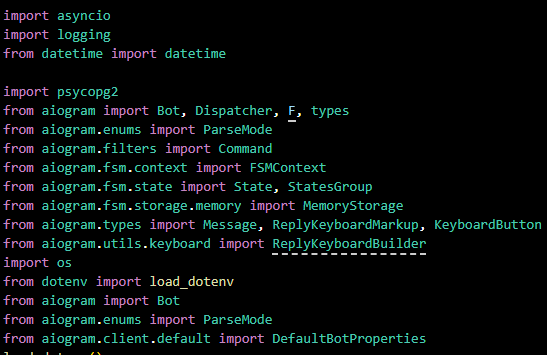 import asyncio
import logging
from datetime import datetime

import psycopg2
from aiogram import Bot, Dispatcher, F, types
from aiogram.enums import ParseMode
from aiogram.filters import Command
from aiogram.fsm.context import FSMContext
from aiogram.fsm.state import State, StatesGroup
from aiogram.fsm.storage.memory import MemoryStorage
from aiogram.types import Message, ReplyKeyboardMarkup, KeyboardButton
from aiogram.utils.keyboard import ReplyKeyboardBuilder
import os
from dotenv import load_dotenv
from aiogram import Bot
from aiogram.enums import ParseMode
from aiogram.client.default import DefaultBotProperties